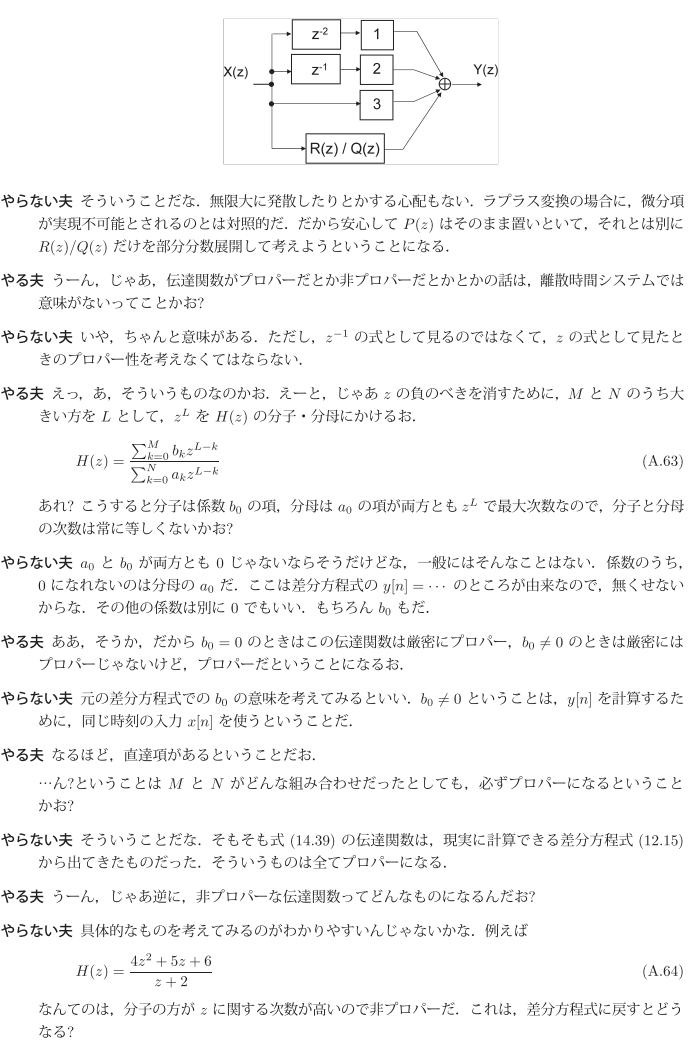 z-2
1
X(z)
z-1
2
Y(z)
3
R(z) / Q(z)
やらない夫 そういうことだな．無限大に発散したりとかする心配もない．ラプラス変換の場合に，微分項
が実現不可能とされるのとは対照的だ．だから安心して P(z) はそのまま置いといて，それとは別に
R(z)/Q(z) だけを部分分数展開して考えようということになる．
やる夫 うーん，じゃあ，伝達関数がプロパーだとか非プロパーだとかとかの話は，離散時間システムでは
意味がないってことかお?
やらない夫 いや，ちゃんと意味がある．ただし，z−1 の式として見るのではなくて，z の式として見たと
きのプロパー性を考えなくてはならない．
やる夫 えっ，あ，そういうものなのかお．えーと，じゃあ z の負のべきを消すために，M と N のうち大
きい方を L として，zL を H(z) の分子・分母にかけるお．
H(z) = ∑M k=0 bk zL−k / ∑N k=0 ak zL−k (A.63)
あれ? こうすると分子は係数 b0 の項，分母は a0 の項が両方とも zL で最大次数なので，分子と分母
の次数は常に等しくないかお?
やらない夫 a0 と b0 が両方とも 0 じゃないならそうだけどな，一般にはそんなことはない．係数のうち，
0 になれないのは分母の a0 だ．ここは差分方程式の y[n] = ··· のところが由来なので，無くせない
からな．その他の係数は別に 0 でもいい．もちろん b0 もだ．
やる夫 ああ，そうか，だから b0 = 0 のときはこの伝達関数は厳密にプロパー，b0 ≠ 0 のときは厳密には
プロパーじゃないけど，プロパーだということになるお．
やらない夫 元の差分方程式での b0 の意味を考えてみるといい．b0 ≠ 0 ということは，y[n] を計算するた
めに，同じ時刻の入力 x[n] を使うということだ．
やる夫 なるほど，直達項があるということだお．
…ん?ということは M と N がどんな組み合わせだったとしても，必ずプロパーになるということ
かお?
やらない夫 そういうことだな．そもそも式 (14.39) の伝達関数は，現実に計算できる差分方程式 (12.15)
から出てきたものだった．そういうものは全てプロパーになる．
やる夫 うーん，じゃあ逆に，非プロパーな伝達関数ってどんなものになるんだお?
やらない夫 具体的なものを考えてみるのがわかりやすいんじゃないかな．例えば
H(z) = 4z2 + 5z + 6 / z + 2 (A.64)
なんてのは，分子の方が z に関する次数が高いので非プロパーだ．これは，差分方程式に戻すとどう
なる?